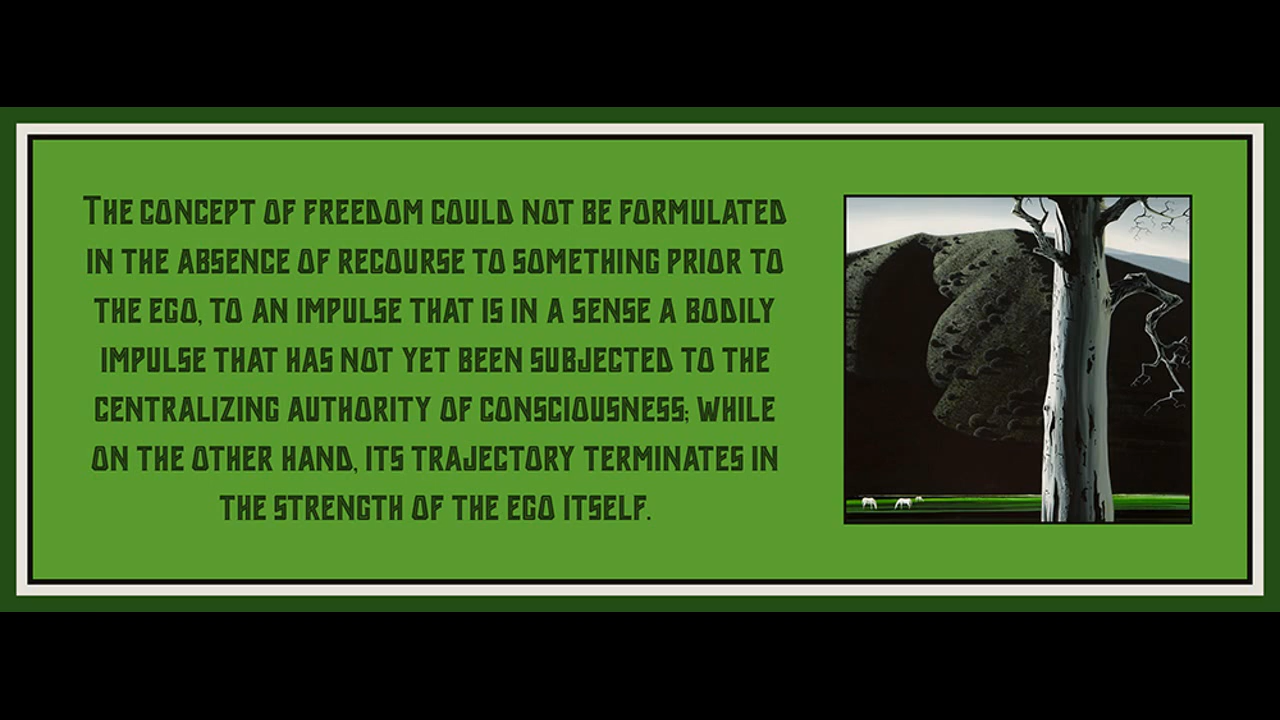 The concept of freedom could not be formulated
in the absence of recourse to something prior to
the ego, to an impulse that is in a sense a bodily
impulse that has not yet been subjected to the
centralizing authority of consciousness; while
on the other hand, its trajectory terminates in
the strength of the ego itself.